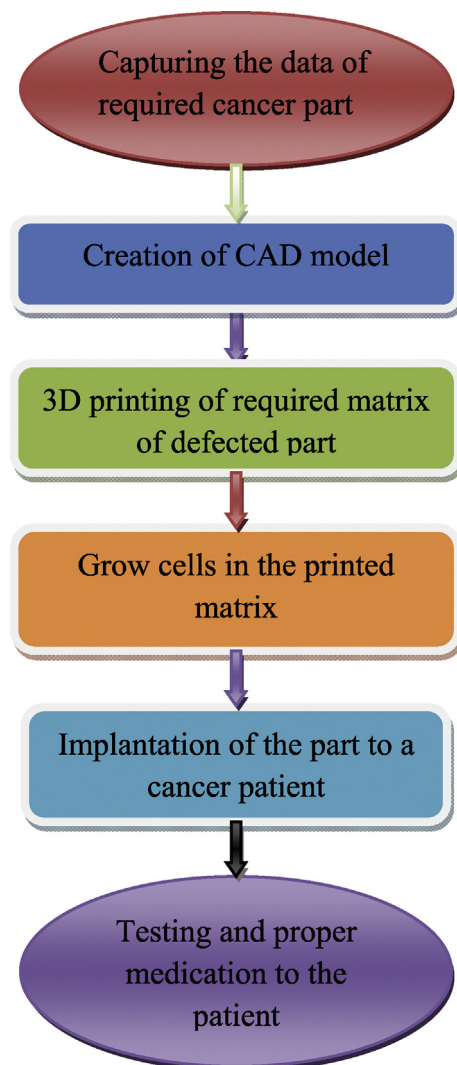 Capturing the data of
required cancer part
Creation of CAD model
3D printing of required matrix
of defected part
Grow cells in the printed
matrix
Implantation of the part to a
cancer patient
Testing and proper
medication to the
patient